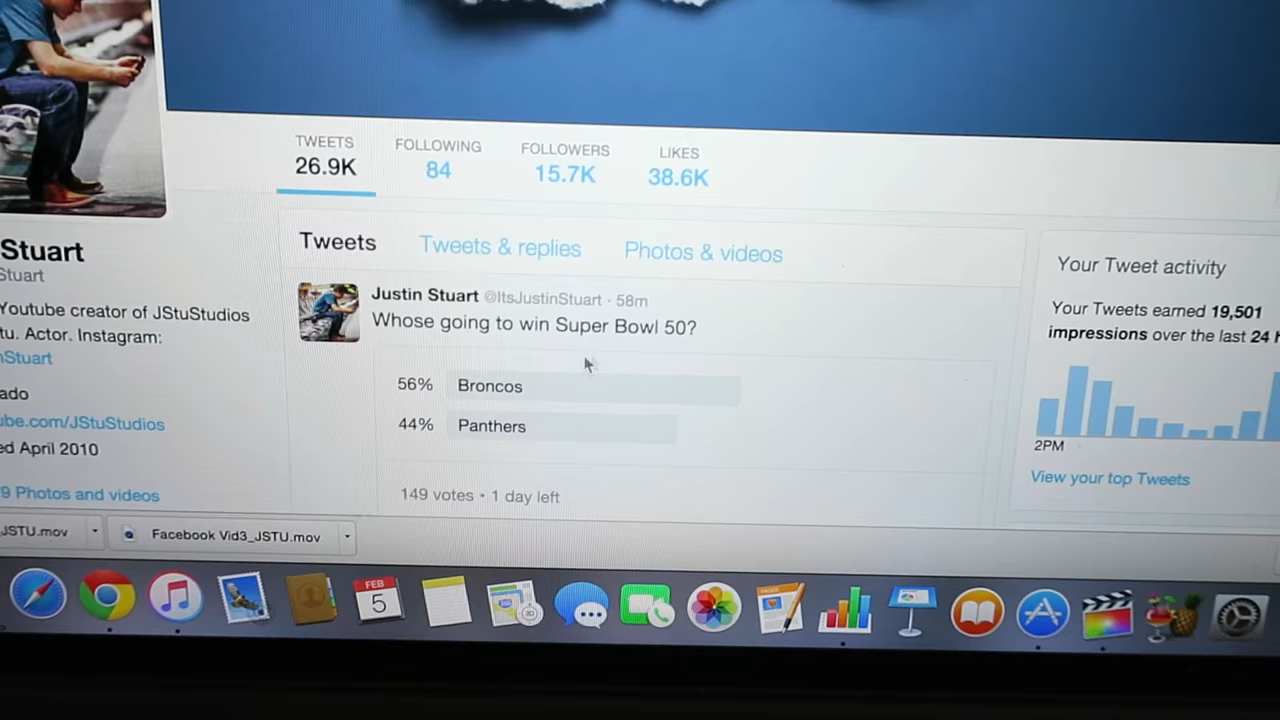 TWEETS
26.9K
FOLLOWING
84
FOLLOWERS
15.7K
LIKES
38.6K
Stuart
Stuart
Youtube creator of JStuStudios
tu. Actor. Instagram:
nStuart
ado
ube.com/JStuStudios
ed April 2010
9 Photos and videos
Tweets
Tweets & replies
Photos & videos
Justin Stuart @ItsJustinStuart · 58m
Whose going to win Super Bowl 50?
56% Broncos
44% Panthers
149 votes • 1 day left
Your Tweet activity
Your Tweets earned 19,501
impressions over the last 24 h
2PM
View your top Tweets
JSTU.mov
Facebook Vid3_JSTU.mov
FEB
5
PAGES